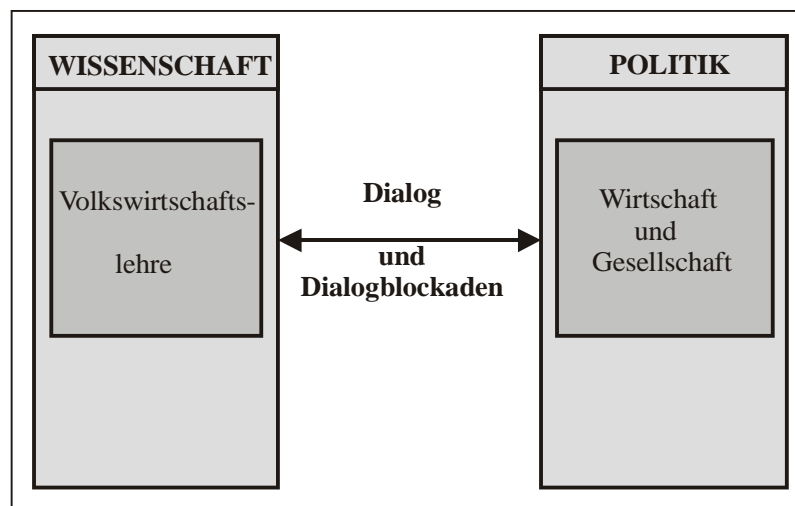 WISSENSCHAFT
Volkswirtschafts-
lehre
Dialog
und
Dialogblockaden
POLITIK
Wirtschaft
und
Gesellschaft